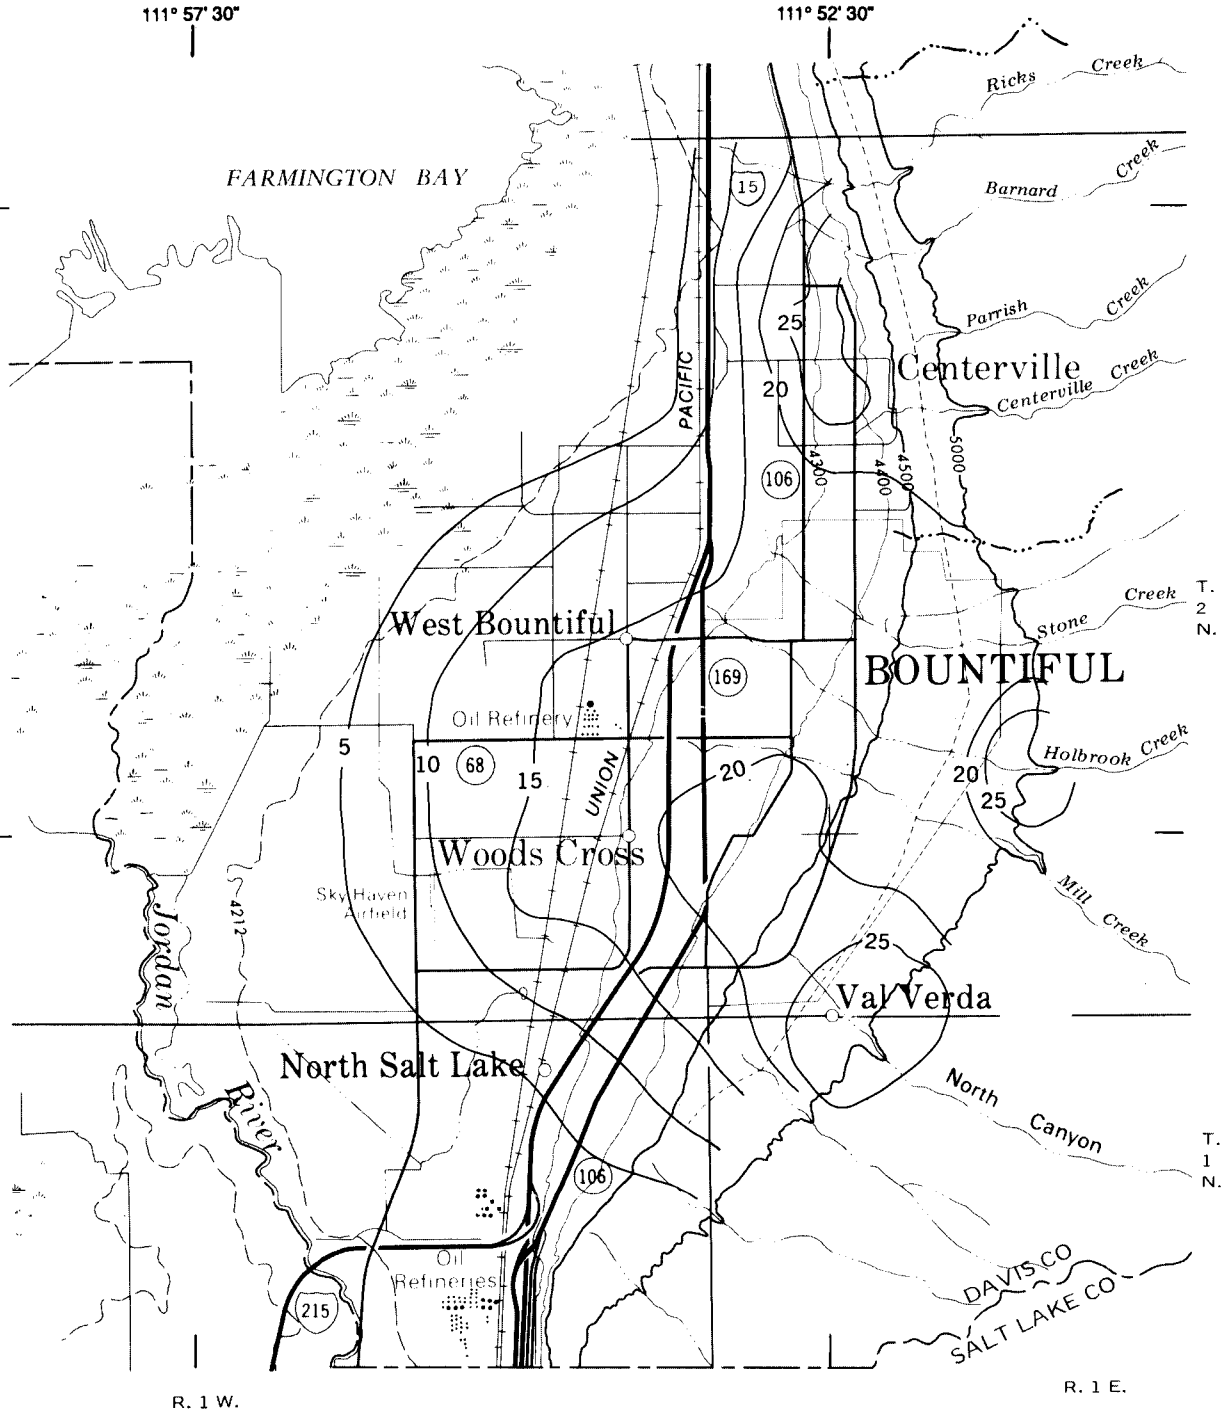 111° 57' 30"
111° 52' 30"
Ricks Creek
FARMINGTON BAY
15
Barnard Creek
Parrish Creek
25
PACIFIC
Centerville
Centerville Creek
20
106
4300
4400
4500
5000
West Bountiful
Stone Creek
T.
2
N.
BOUNTIFUL
169
Oil Refinery
5
10
68
15
UNION
20
Holbrook Creek
20
25
Woods Cross
Sky Haven
Airfield
4212
Mill Creek
Jordan
River
25
Val Verda
North Salt Lake
North Canyon
T.
1
N.
106
Oil
Refineries
215
DAVIS CO
SALT LAKE CO
R. 1 W.
R. 1 E.